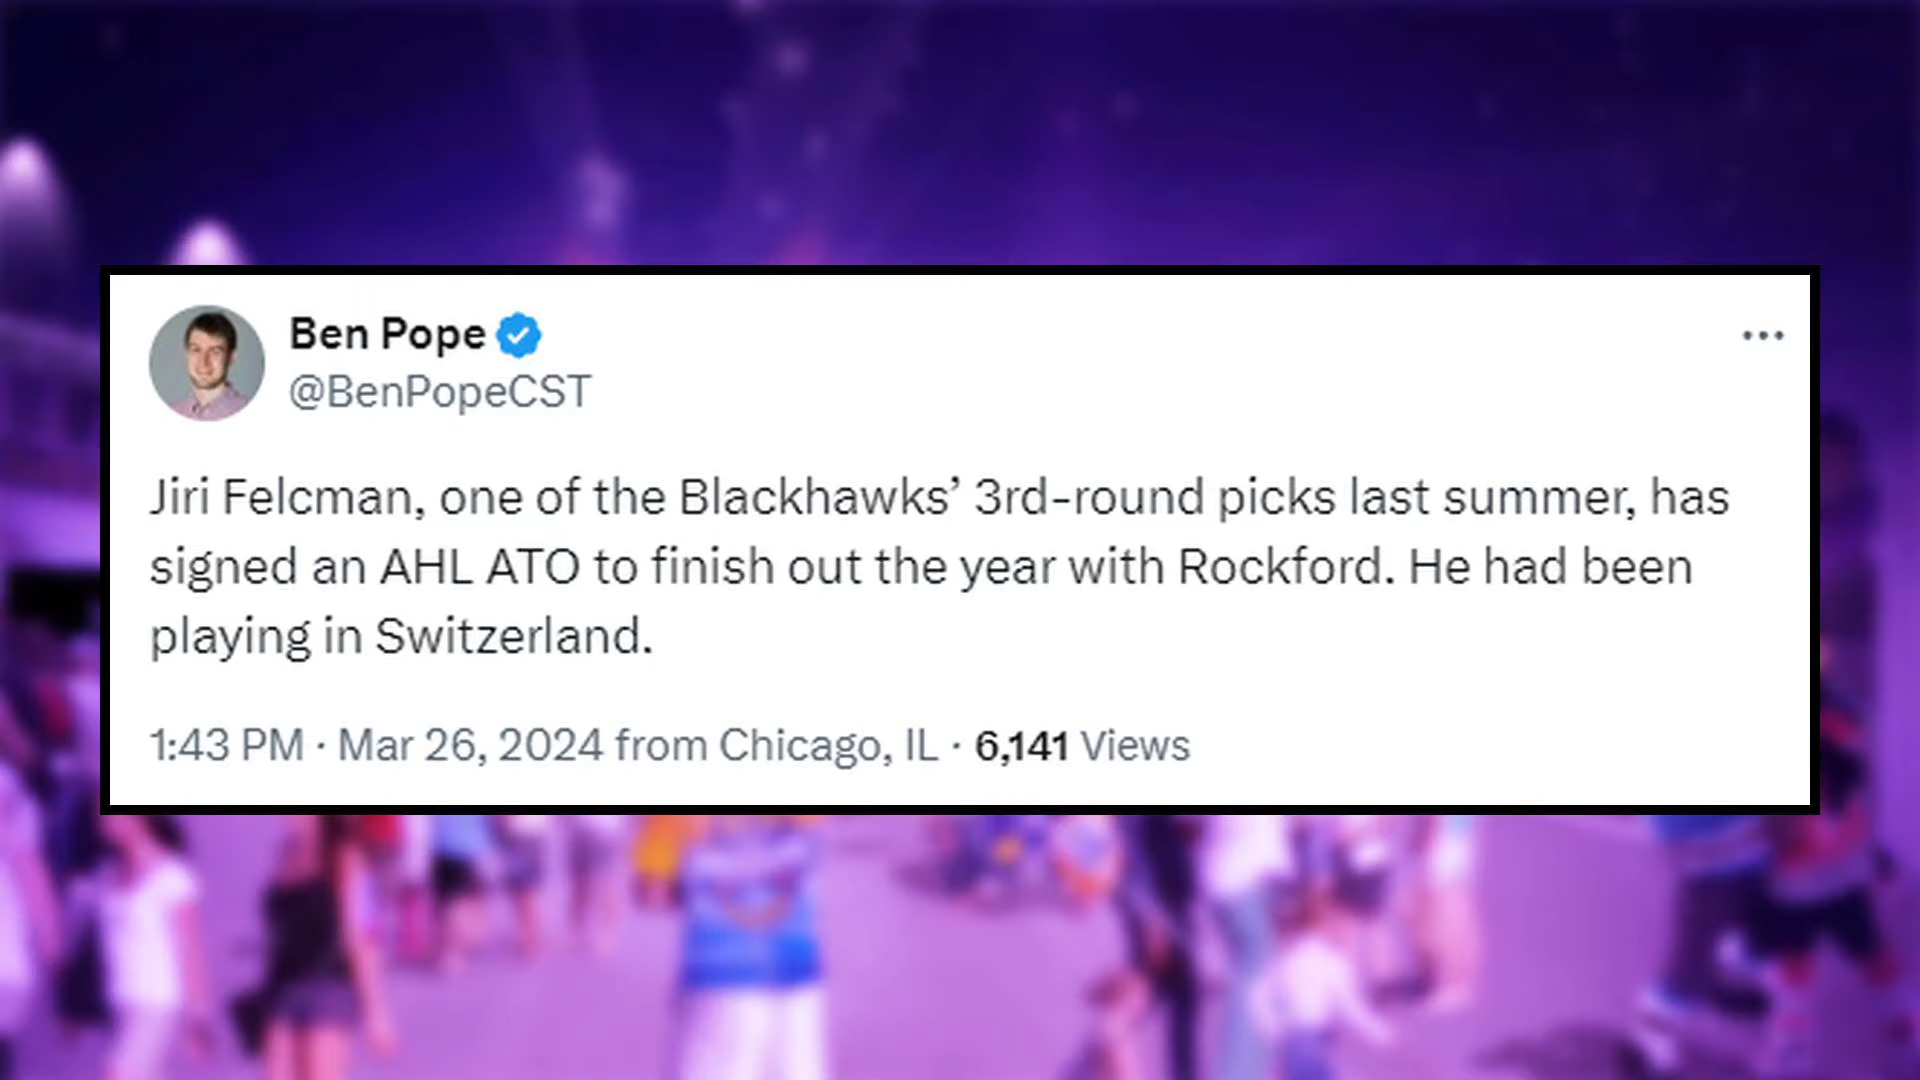 Ben Pope
@BenPopeCST
Jiri Felcman, one of the Blackhawks’ 3rd-round picks last summer, has
signed an AHL ATO to finish out the year with Rockford. He had been
playing in Switzerland.
1:43 PM · Mar 26, 2024 from Chicago, IL · 6,141 Views